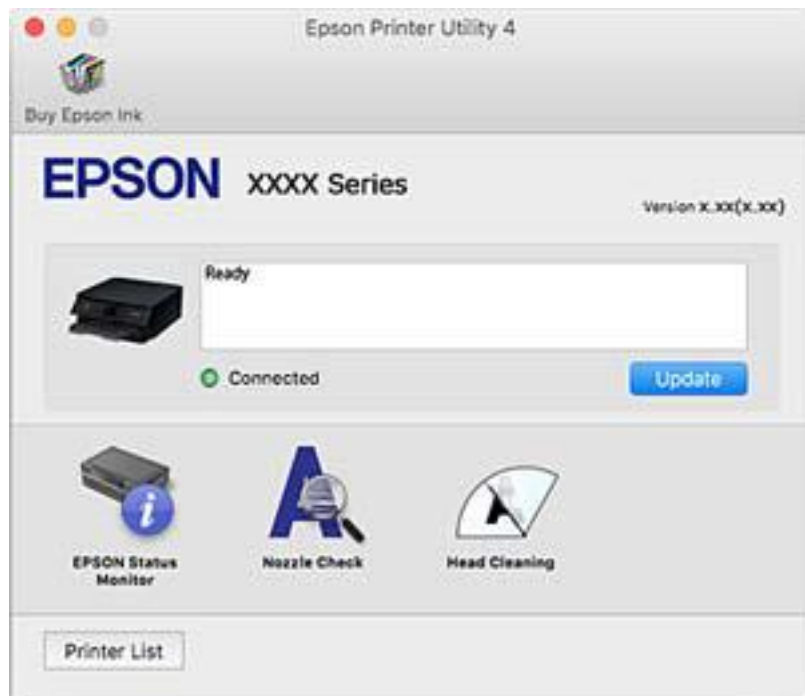 Epson Printer Utility 4
Buy Epson Ink
EPSON XXXX Series
Version x.xx(x.xx)
Ready
Connected
Update
EPSON Status
Monitor
Nozzle Check
Head Cleaning
Printer List